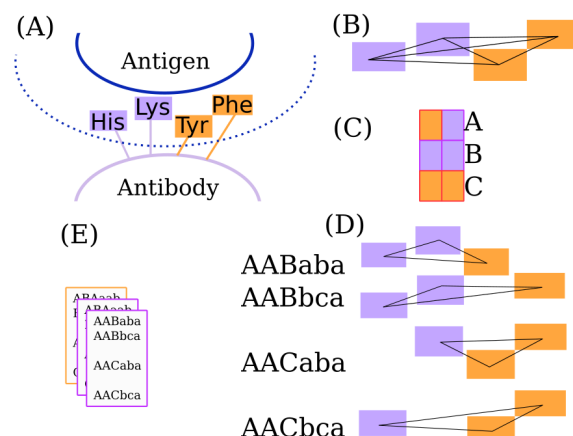 (A)
Antigen
His
Lys
Tyr
Phe
Antibody
(B)
(C)
A
B
C
(D)
AABaba
AABbca
AACaba
AACbca
(E)
AABaba
AABbca
AACaba
AACbca